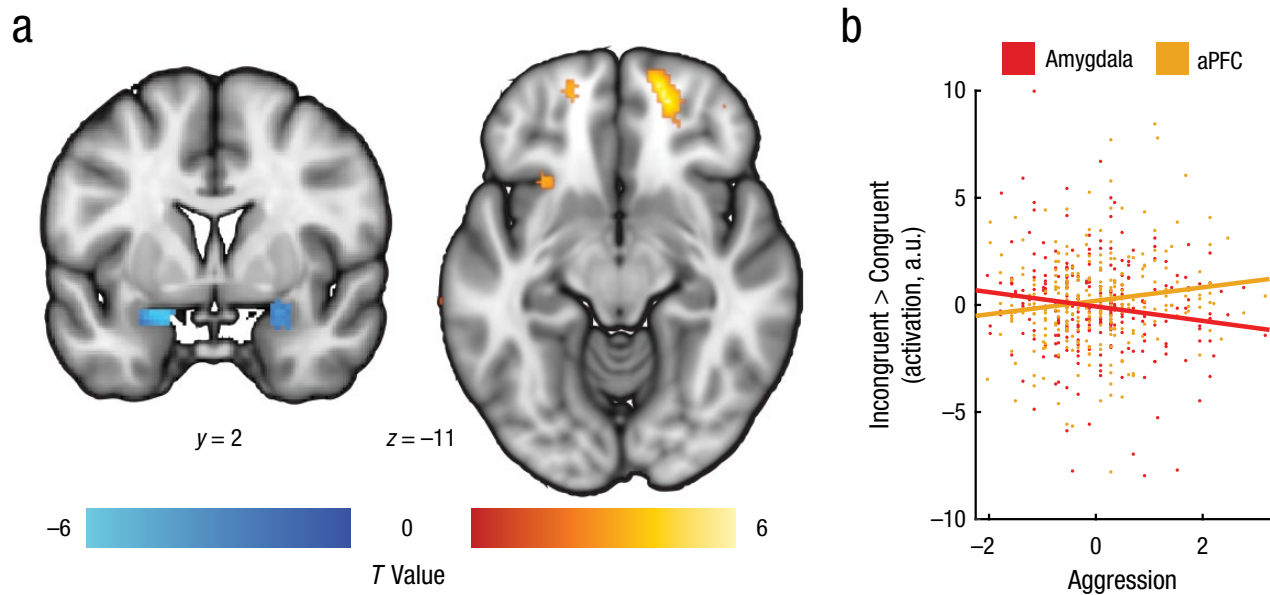 a
y = 2
z = −11
−6
0
6
T Value
b
Amygdala
aPFC
Incongruent > Congruent
(activation, a.u.)
10
5
0
−5
−10
−2
0
2
Aggression